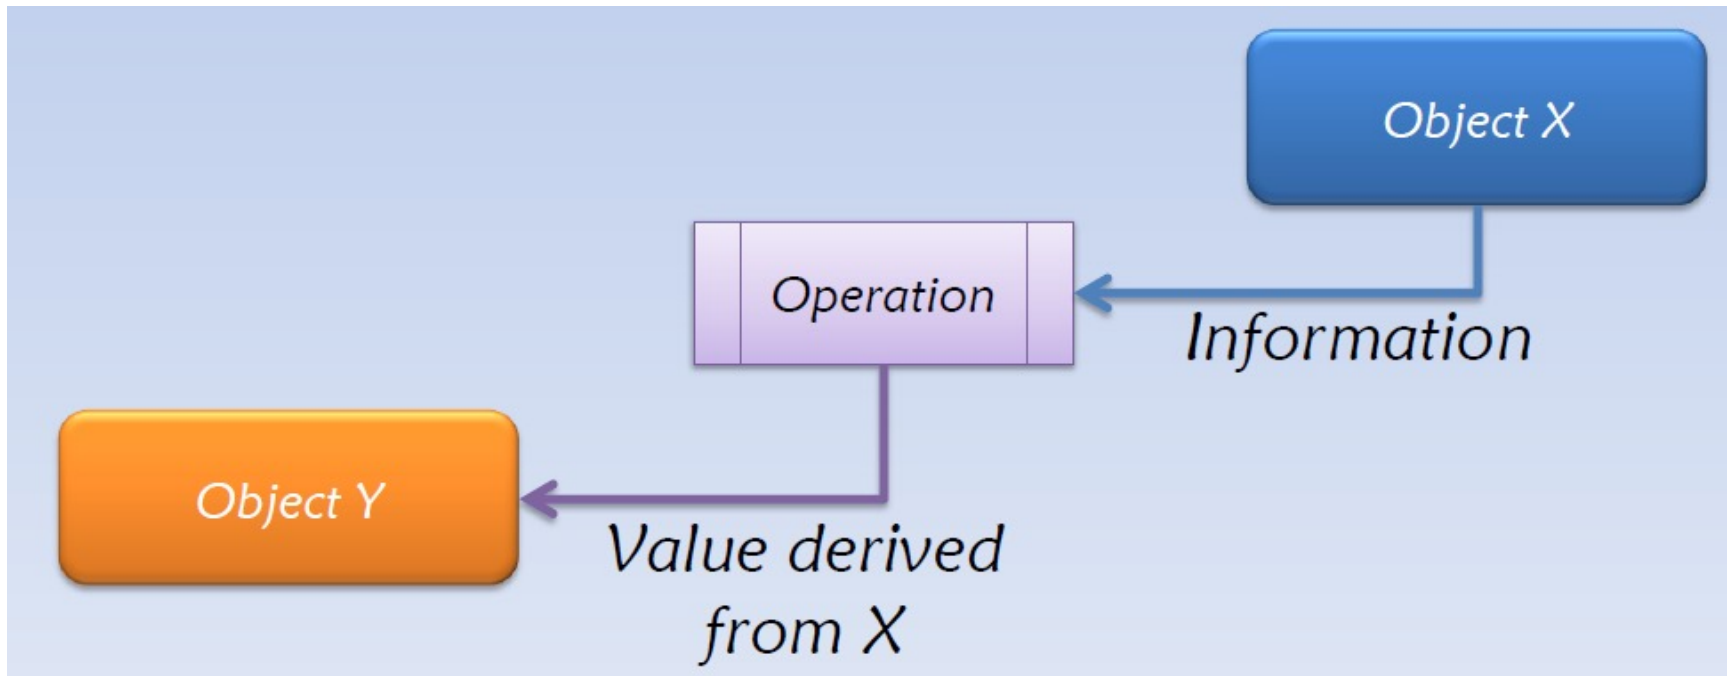 Object X
Operation
Information
Object Y
Value derived
from X